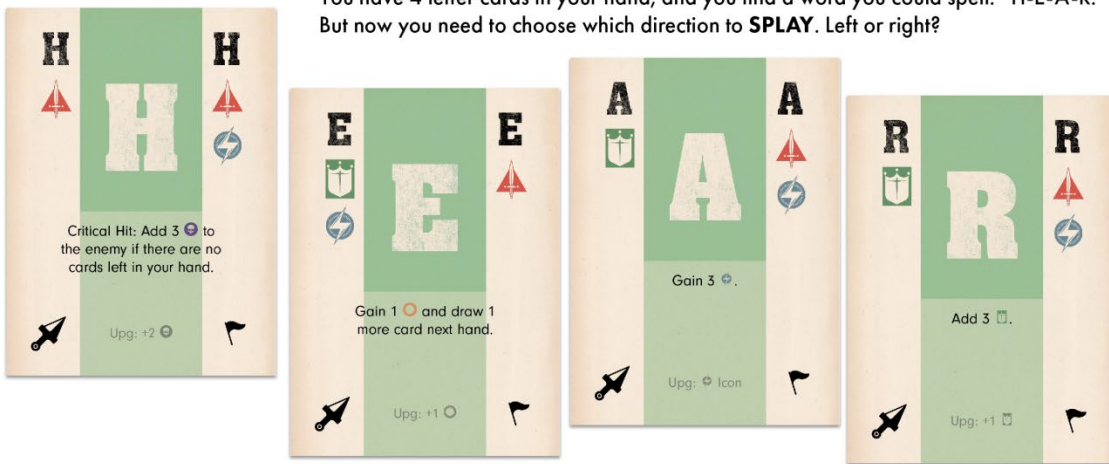 You have 4 letter cards in your hand, and you find a word you could spell: "H-E-A-R."
But now you need to choose which direction to SPLAY. Left or right?
H H
H
Critical Hit: Add 3 to
the enemy if there are no
cards left in your hand.
Upg: +2
E E
E
Gain 1 and draw 1
more card next hand.
Upg: +1
A A
A
Gain 3 .
Upg: Icon
R R
R
Add 3 .
Upg: +1